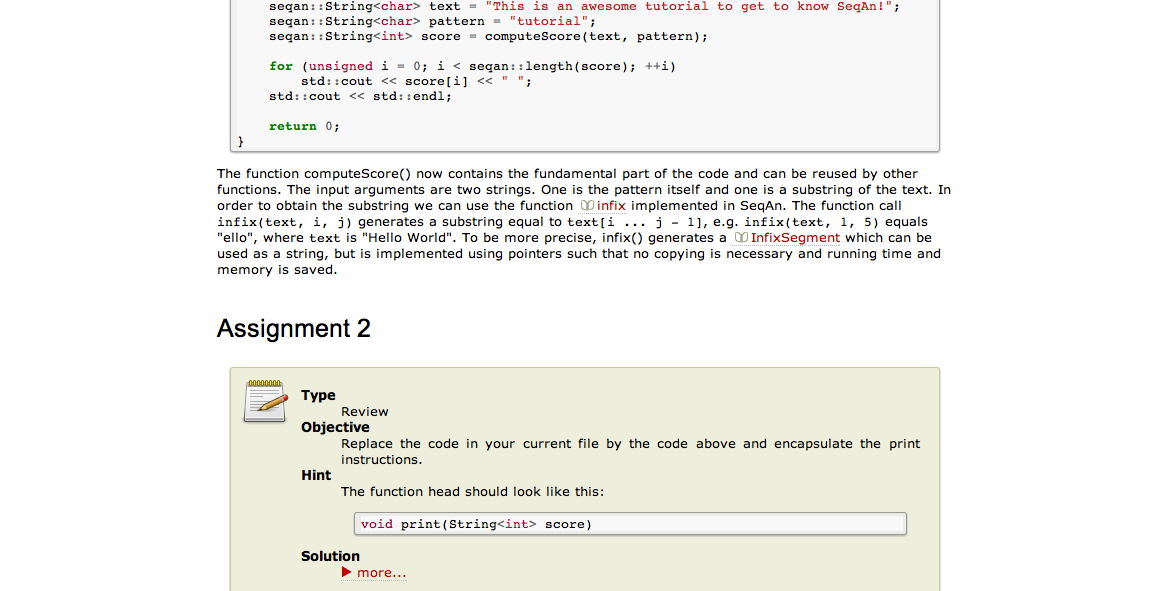 seqan::String<char> text = "This is an awesome tutorial to get to know SeqAn!";
seqan::String<char> pattern = "tutorial";
seqan::String<int> score = computeScore(text, pattern);
for (unsigned i = 0; i < seqan::length(score); ++i)
std::cout << score[i] << " ";
std::cout << std::endl;
return 0;
}
The function computeScore() now contains the fundamental part of the code and can be reused by other
functions. The input arguments are two strings. One is the pattern itself and one is a substring of the text. In
order to obtain the substring we can use the function infix implemented in SeqAn. The function call
infix(text, i, j) generates a substring equal to text[i ... j - 1], e.g. infix(text, 1, 5) equals
"ello", where text is "Hello World". To be more precise, infix() generates a InfixSegment which can be
used as a string, but is implemented using pointers such that no copying is necessary and running time and
memory is saved.
Assignment 2
Type
Review
Objective
Replace the code in your current file by the code above and encapsulate the print
instructions.
Hint
The function head should look like this:
void print(String<int> score)
Solution
more...